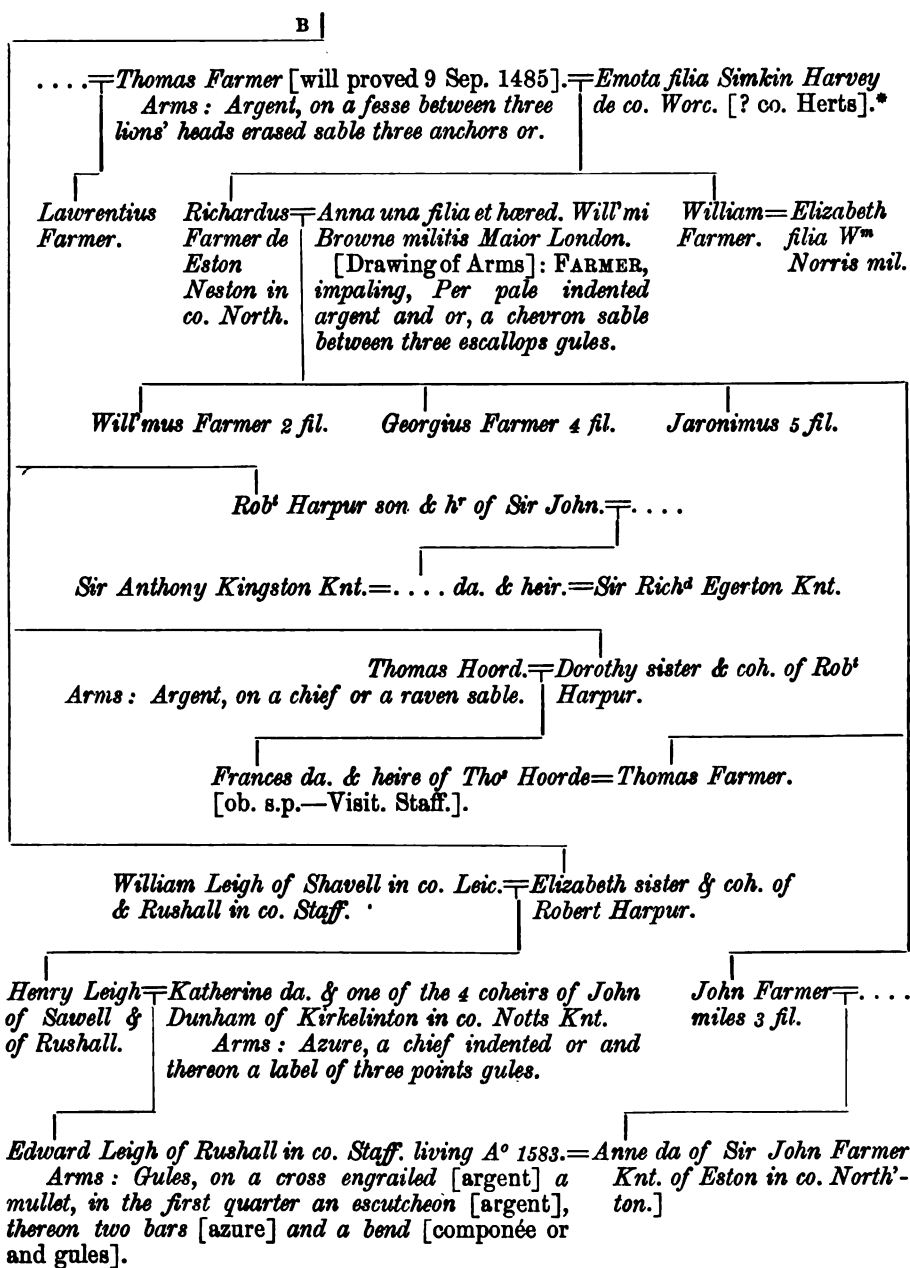 B
. . . .=Thomas Farmer [will proved 9 Sep. 1485].=Emota filia Simkin Harvey
Arms : Argent, on a fesse between three de co. Worc. [? co. Herts].*
lions' heads erased sable three anchors or.
Lawrentius Richardus=Anna una filia et hæred. Will'mi William=Elizabeth
Farmer. Farmer de Browne militis Maior London. Farmer. filia Wm
Eston [Drawing of Arms] : FARMER, Norris mil.
Neston in impaling, Per pale indented
co. North. argent and or, a chevron sable
between three escallops gules.
Will'mus Farmer 2 fil. Georgius Farmer 4 fil. Jaronimus 5 fil.
Robt Harpur son & hr of Sir John.=. . . .
Sir Anthony Kingston Knt.=. . . . da. & heir.=Sir Richd Egerton Knt.
Thomas Hoord.=Dorothy sister & coh. of Robt
Arms : Argent, on a chief or a raven sable. Harpur.
Frances da. & heire of Thos Hoorde=Thomas Farmer.
[ob. s.p.—Visit. Staff.].
William Leigh of Shavell in co. Leic.=Elizabeth sister & coh. of
& Rushall in co. Staff. Robert Harpur.
Henry Leigh=Katherine da. & one of the 4 coheirs of John John Farmer=. . . .
of Sawell & Dunham of Kirkelinton in co. Notts Knt. miles 3 fil.
of Rushall. Arms : Azure, a chief indented or and
thereon a label of three points gules.
Edward Leigh of Rushall in co. Staff. living Ao 1583.=Anne da of Sir John Farmer
Arms : Gules, on a cross engrailed [argent] a Knt. of Eston in co. North'-
mullet, in the first quarter an escutcheon [argent], ton.]
thereon two bars [azure] and a bend [componée or
and gules].